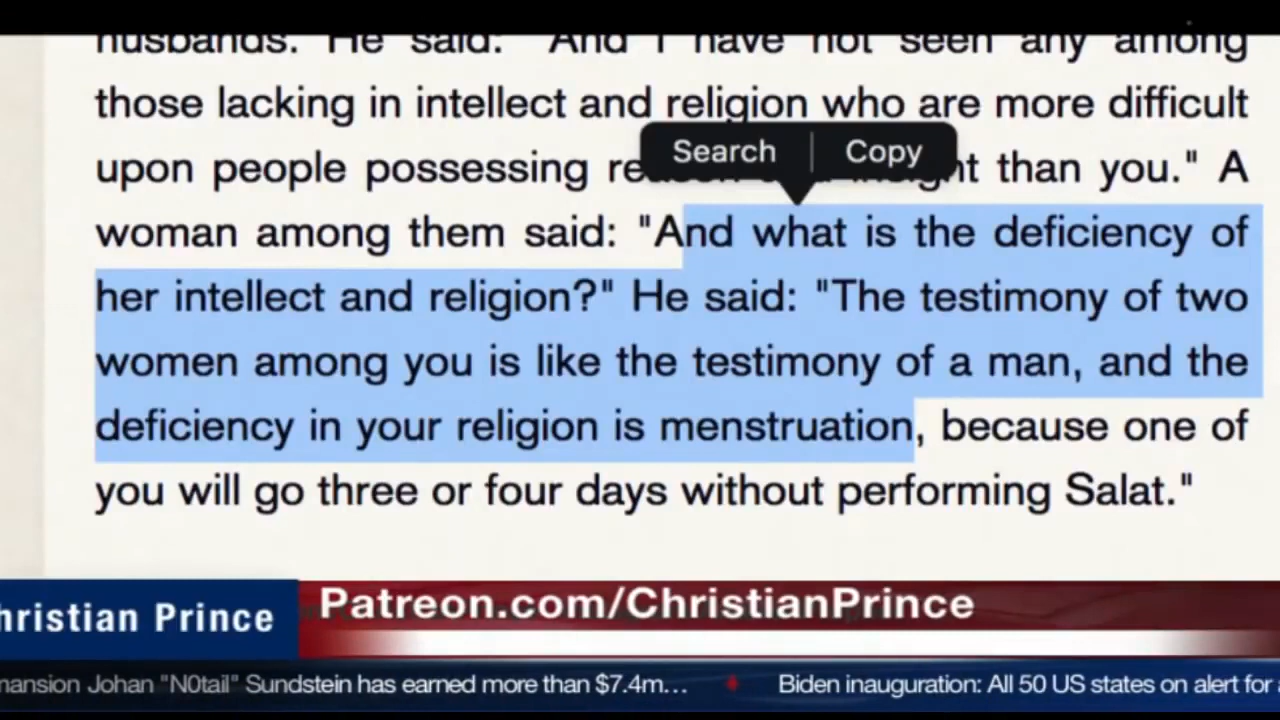 husbands." He said: "And I have not seen any among
those lacking in intellect and religion who are more difficult
upon people possessing than you." A
Search Copy
woman among them said: "And what is the deficiency of
her intellect and religion?" He said: "The testimony of two
women among you is like the testimony of a man, and the
deficiency in your religion is menstruation, because one of
you will go three or four days without performing Salat."
hristian Prince
Patreon.com/ChristianPrince
mansion Johan "N0tail" Sundstein has earned more than $7.4m… Biden inauguration: All 50 US states on alert for